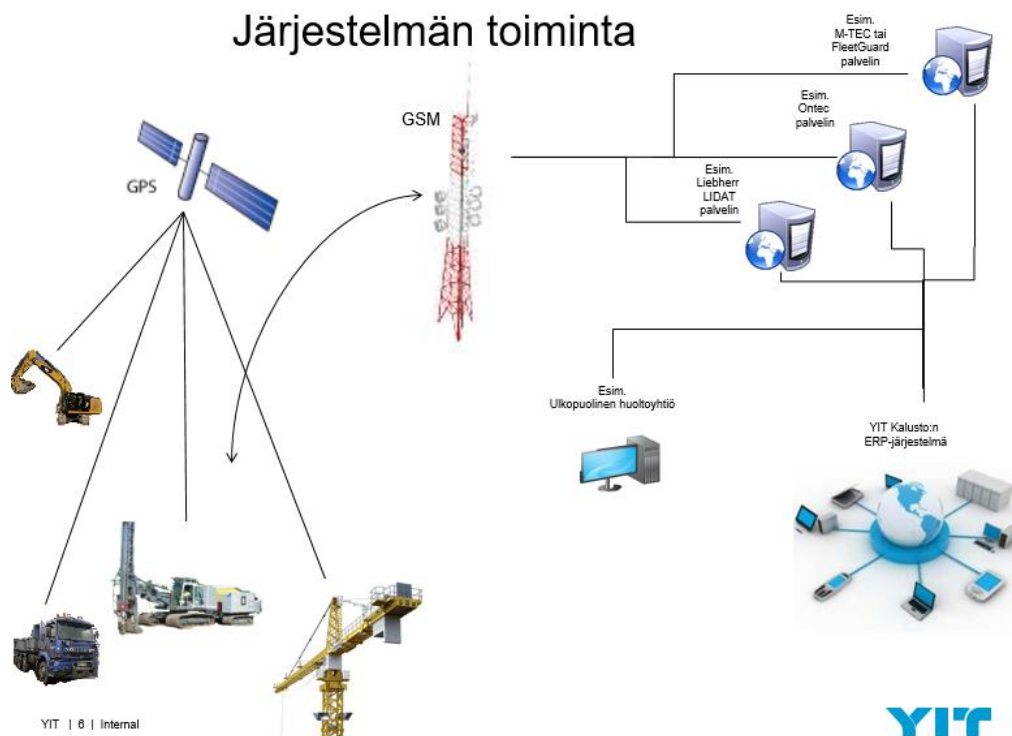 Järjestelmän toiminta
Esim.
M-TEC tai
FleetGuard
palvelin
GSM
Esim.
Ontec
palvelin
GPS
Esim.
Liebherr
LIDAT
palvelin
Esim.
Ulkopuolinen huoltoyhtiö
YIT Kalusto:n
ERP-järjestelmä
YIT | 6 | Internal
YIT